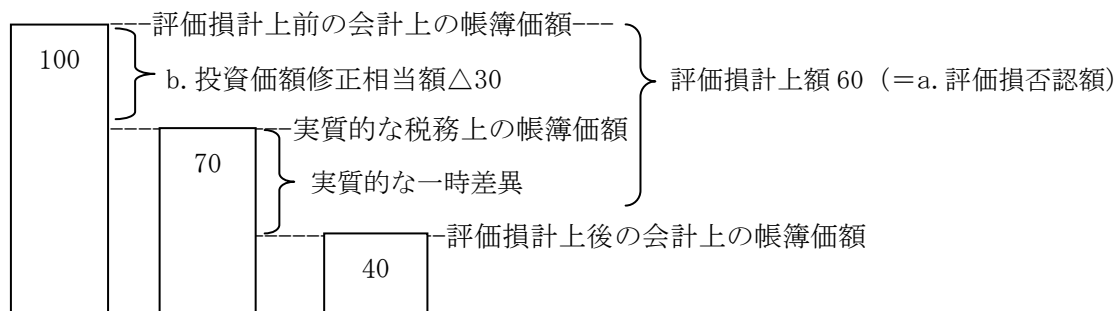 評価損計上前の会計上の帳簿価額
100
b. 投資価額修正相当額△30
評価損計上額 60 (＝a. 評価損否認額)
実質的な税務上の帳簿価額
70
実質的な一時差異
評価損計上後の会計上の帳簿価額
40